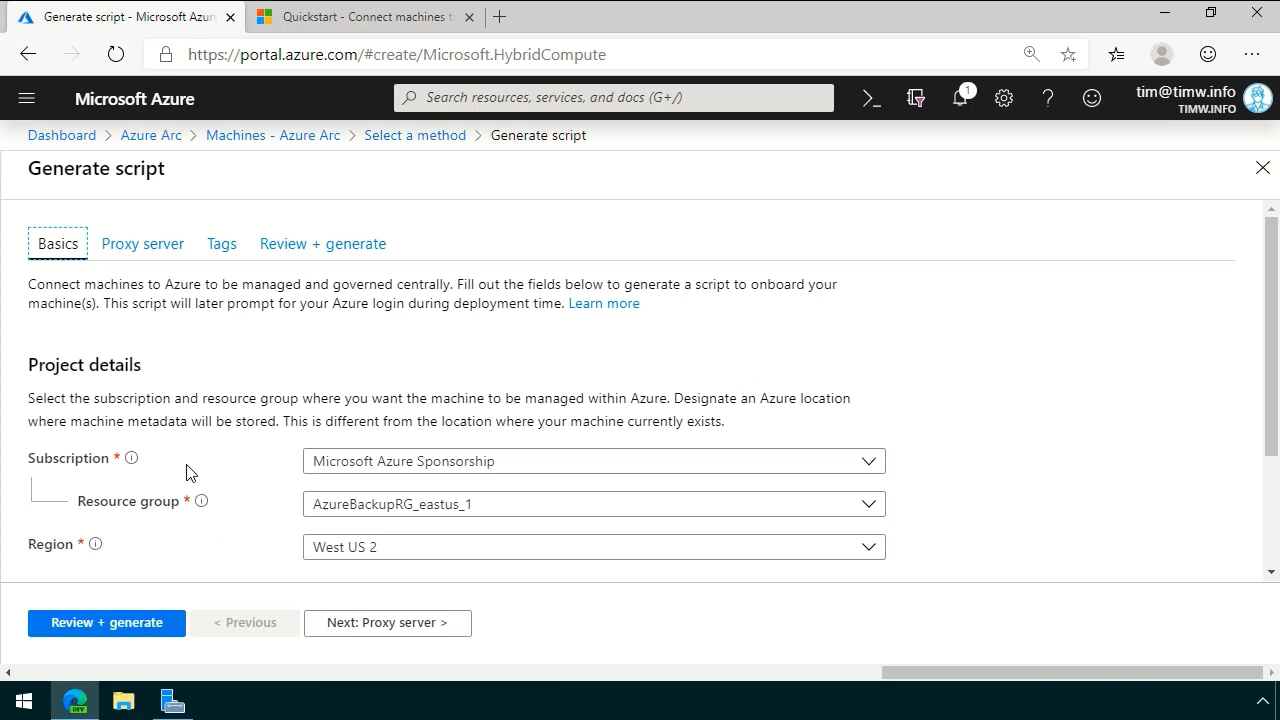 Generate script - Microsoft Azur
Quickstart - Connect machines t
https://portal.azure.com/#create/Microsoft.HybridCompute
Microsoft Azure
Search resources, services, and docs (G+/)
1
tim@timw.info
TIMW.INFO
Dashboard > Azure Arc > Machines - Azure Arc > Select a method > Generate script
Generate script
Basics Proxy server Tags Review + generate
Connect machines to Azure to be managed and governed centrally. Fill out the fields below to generate a script to onboard your
machine(s). This script will later prompt for your Azure login during deployment time. Learn more
Project details
Select the subscription and resource group where you want the machine to be managed within Azure. Designate an Azure location
where machine metadata will be stored. This is different from the location where your machine currently exists.
Subscription * Microsoft Azure Sponsorship
Resource group * AzureBackupRG_eastus_1
Region * West US 2
Review + generate < Previous Next: Proxy server >
DEV